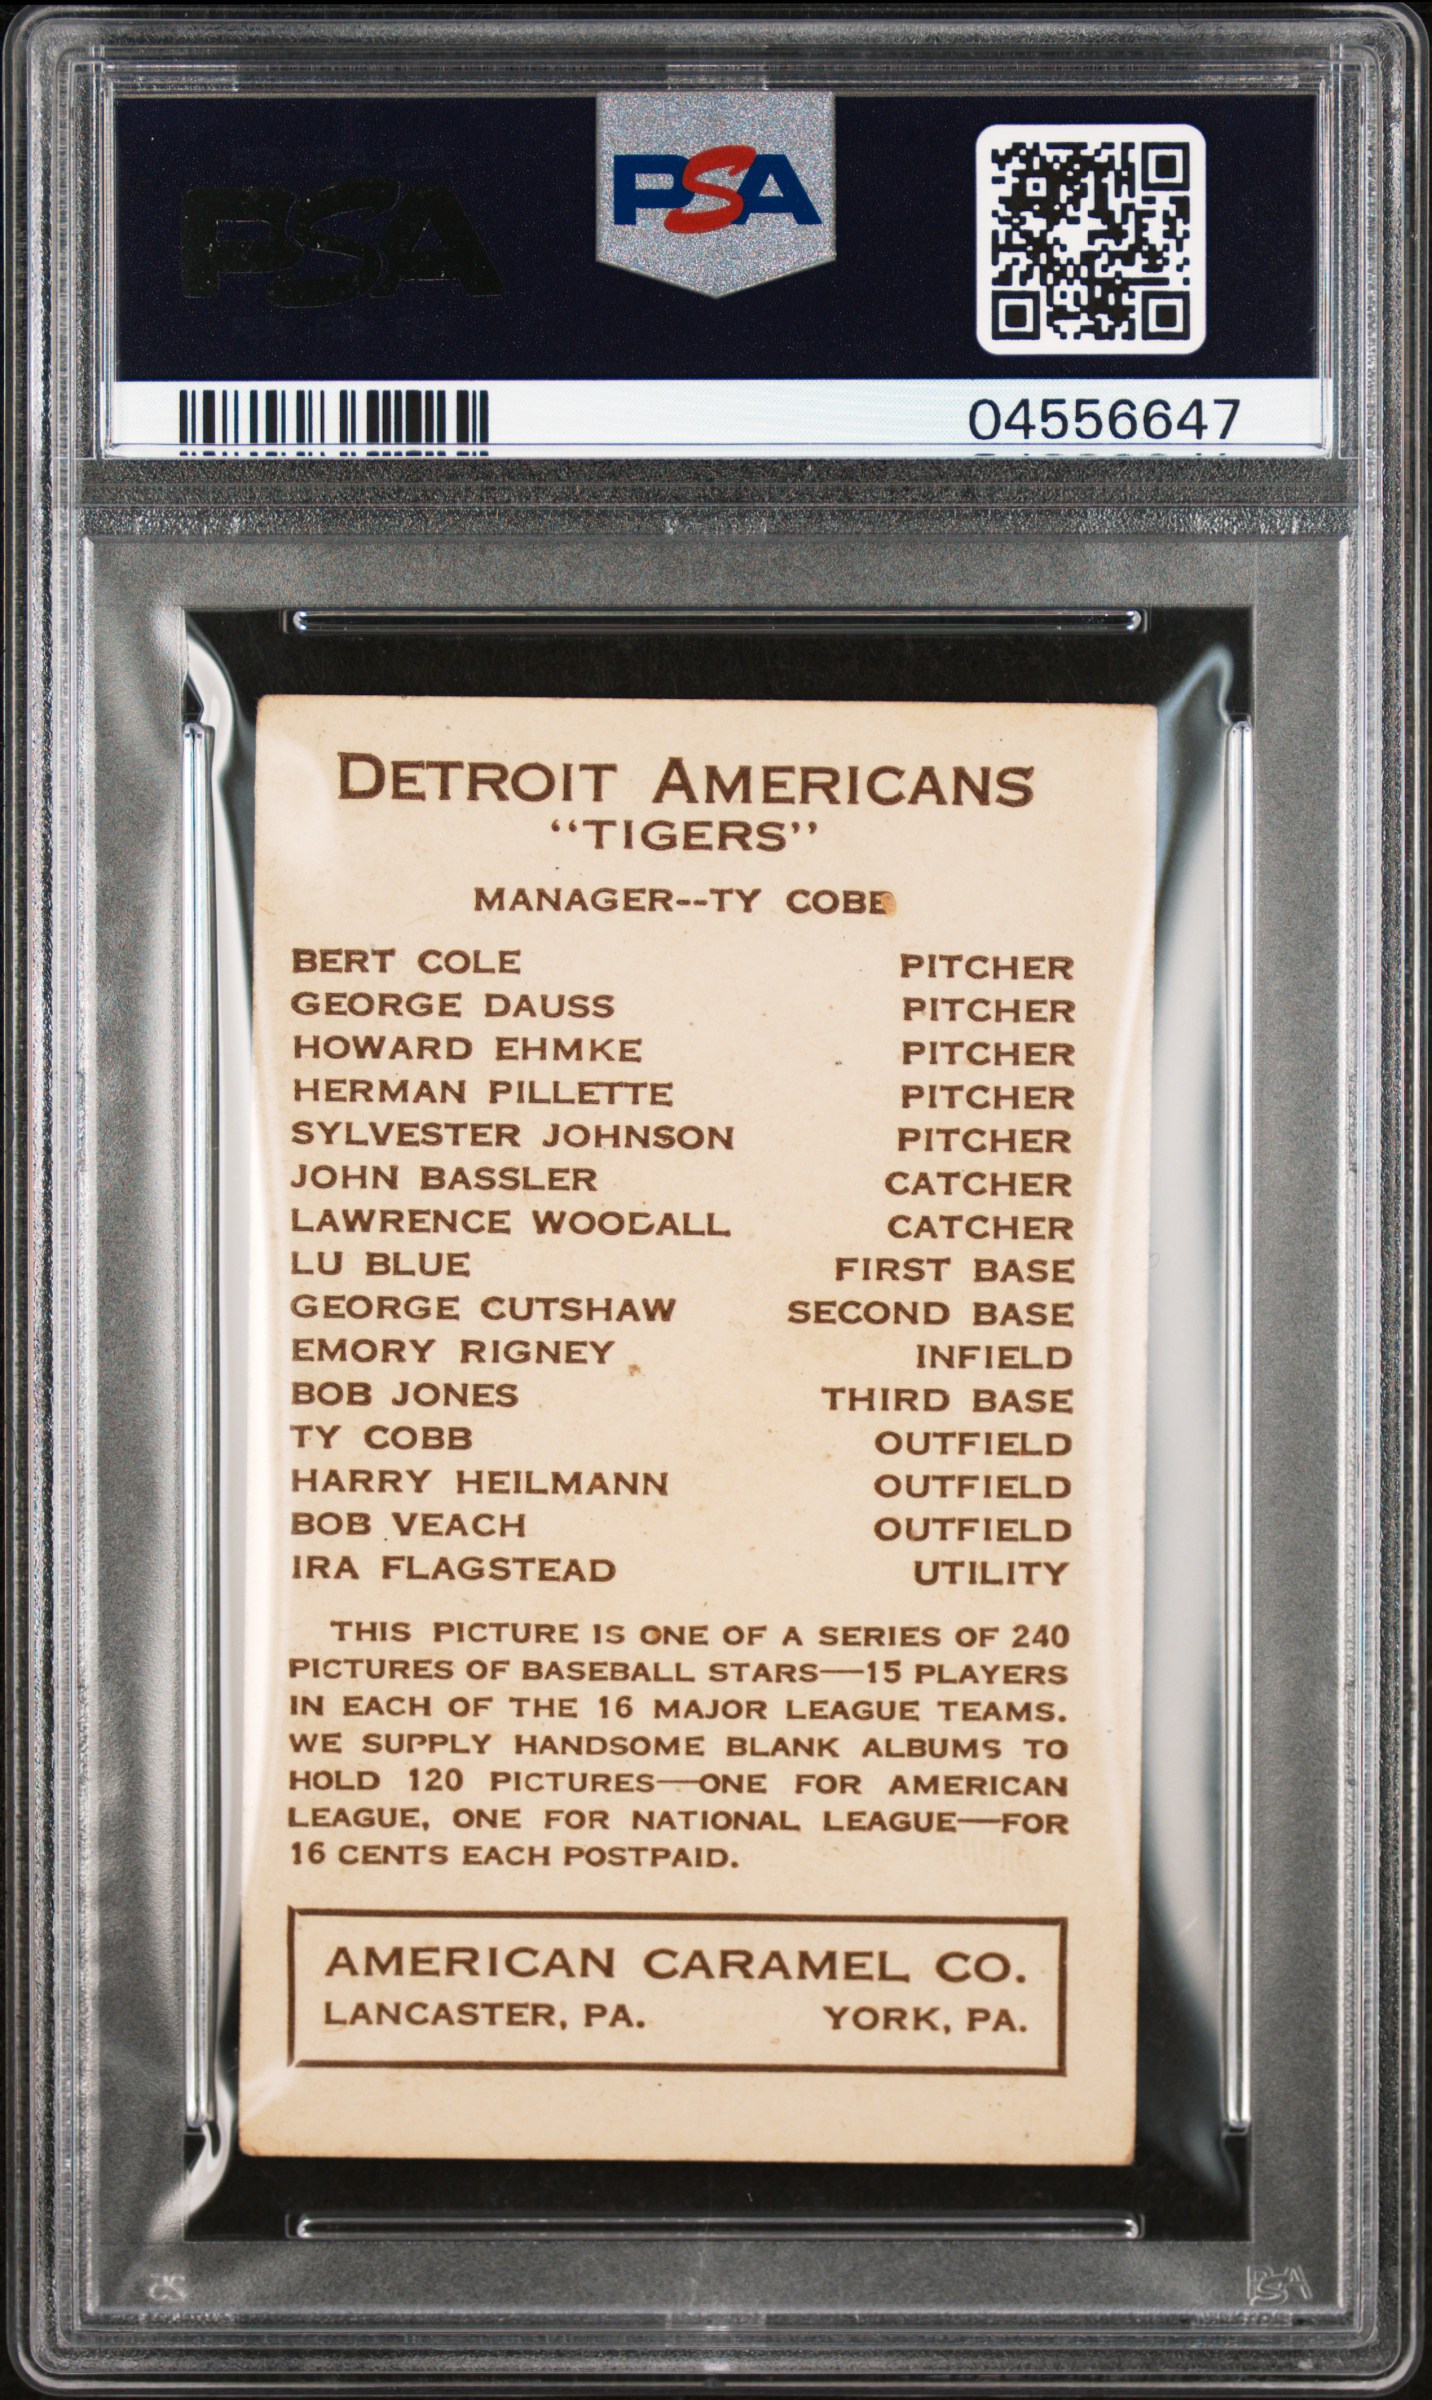 PSA
PSA
04556647
DETROIT AMERICANS
"TIGERS"
MANAGER--TY COBB
BERT COLE PITCHER
GEORGE DAUSS PITCHER
HOWARD EHMKE PITCHER
HERMAN PILLETTE PITCHER
SYLVESTER JOHNSON PITCHER
JOHN BASSLER CATCHER
LAWRENCE WOODALL CATCHER
LU BLUE FIRST BASE
GEORGE CUTSHAW SECOND BASE
EMORY RIGNEY INFIELD
BOB JONES THIRD BASE
TY COBB OUTFIELD
HARRY HEILMANN OUTFIELD
BOB VEACH OUTFIELD
IRA FLAGSTEAD UTILITY
THIS PICTURE IS ONE OF A SERIES OF 240
PICTURES OF BASEBALL STARS—15 PLAYERS
IN EACH OF THE 16 MAJOR LEAGUE TEAMS.
WE SUPPLY HANDSOME BLANK ALBUMS TO
HOLD 120 PICTURES—ONE FOR AMERICAN
LEAGUE, ONE FOR NATIONAL LEAGUE—FOR
16 CENTS EACH POSTPAID.
AMERICAN CARAMEL CO.
LANCASTER, PA. YORK, PA.
PSA